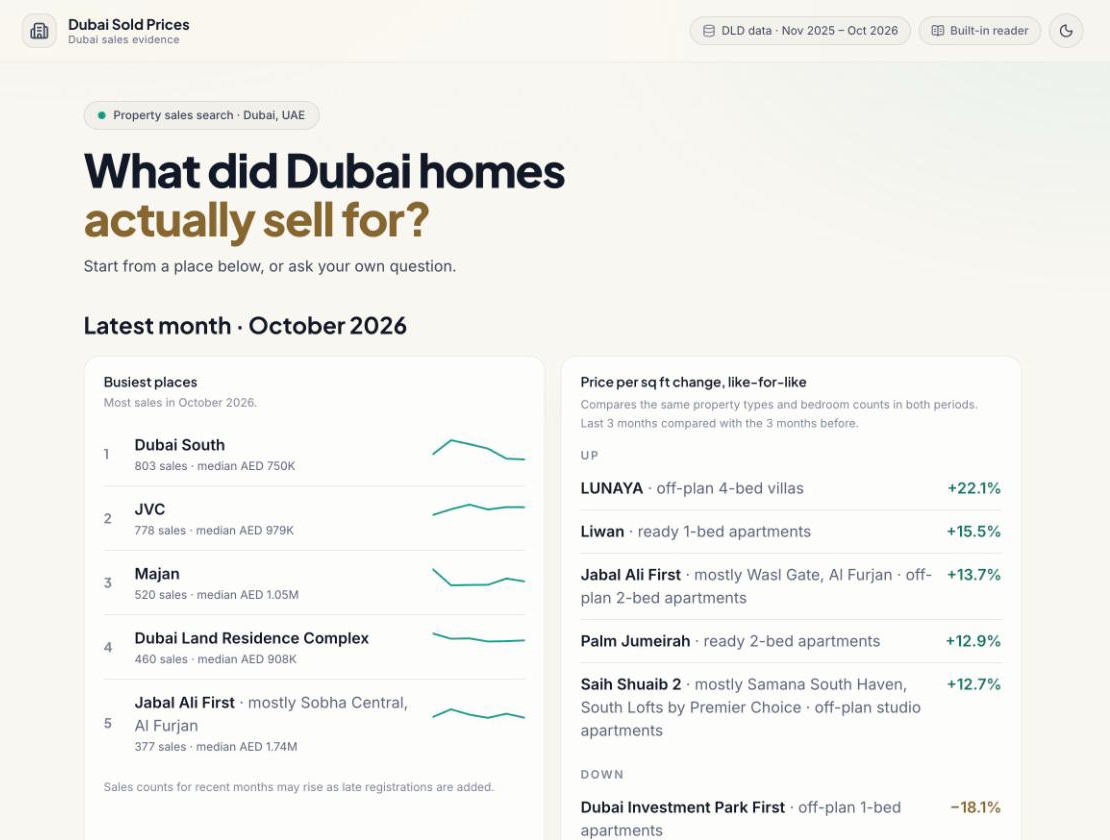 Dubai Sold Prices
Dubai sales evidence
DLD data · Nov 2025 – Oct 2026
Built-in reader
Property sales search · Dubai, UAE
What did Dubai homes
actually sell for?
Start from a place below, or ask your own question.
Latest month · October 2026
Busiest places
Most sales in October 2026.
1
Dubai South
803 sales · median AED 750K
2
JVC
778 sales · median AED 979K
3
Majan
520 sales · median AED 1.05M
4
Dubai Land Residence Complex
460 sales · median AED 908K
5
Jabal Ali First · mostly Sobha Central,
Al Furjan
377 sales · median AED 1.74M
Sales counts for recent months may rise as late registrations are added.
Price per sq ft change, like-for-like
Compares the same property types and bedroom counts in both periods.
Last 3 months compared with the 3 months before.
UP
LUNAYA · off-plan 4-bed villas +22.1%
Liwan · ready 1-bed apartments +15.5%
Jabal Ali First · mostly Wasl Gate, Al Furjan · off- +13.7%
plan 2-bed apartments
Palm Jumeirah · ready 2-bed apartments +12.9%
Saih Shuaib 2 · mostly Samana South Haven, +12.7%
South Lofts by Premier Choice · off-plan studio
apartments
DOWN
Dubai Investment Park First · off-plan 1-bed −18.1%
apartments